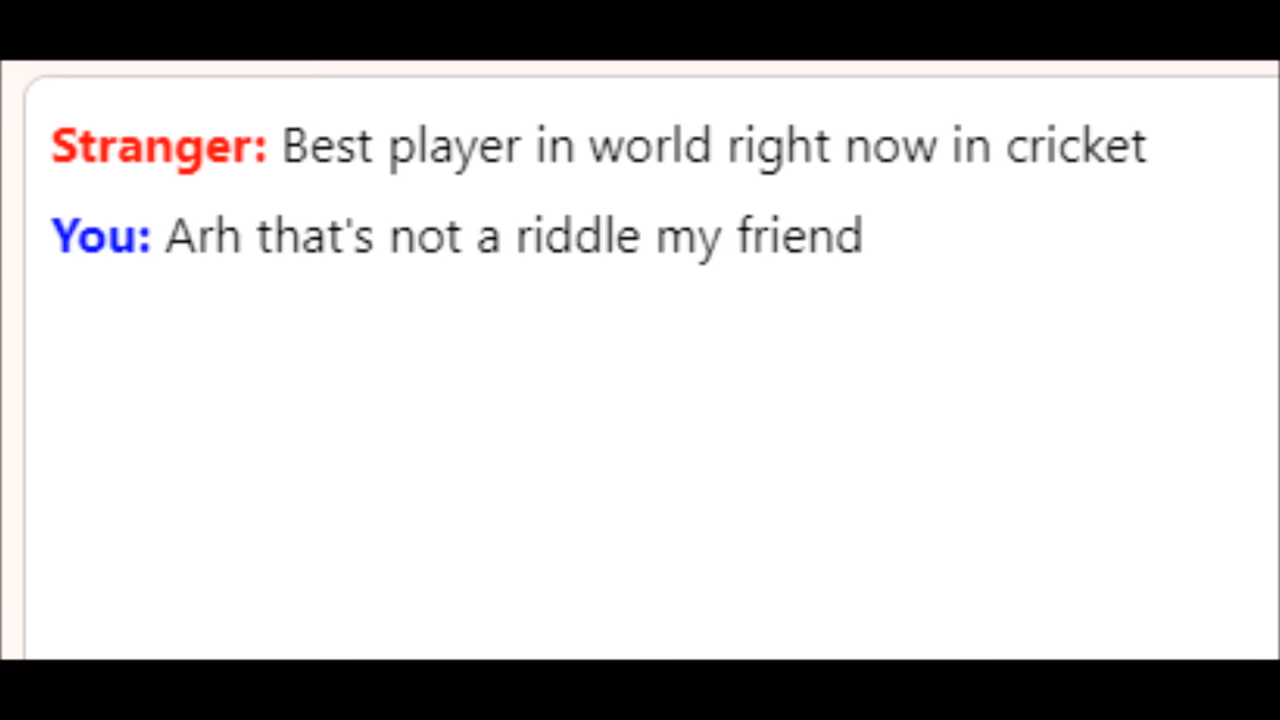 Stranger: Best player in world right now in cricket
You: Arh that's not a riddle my friend